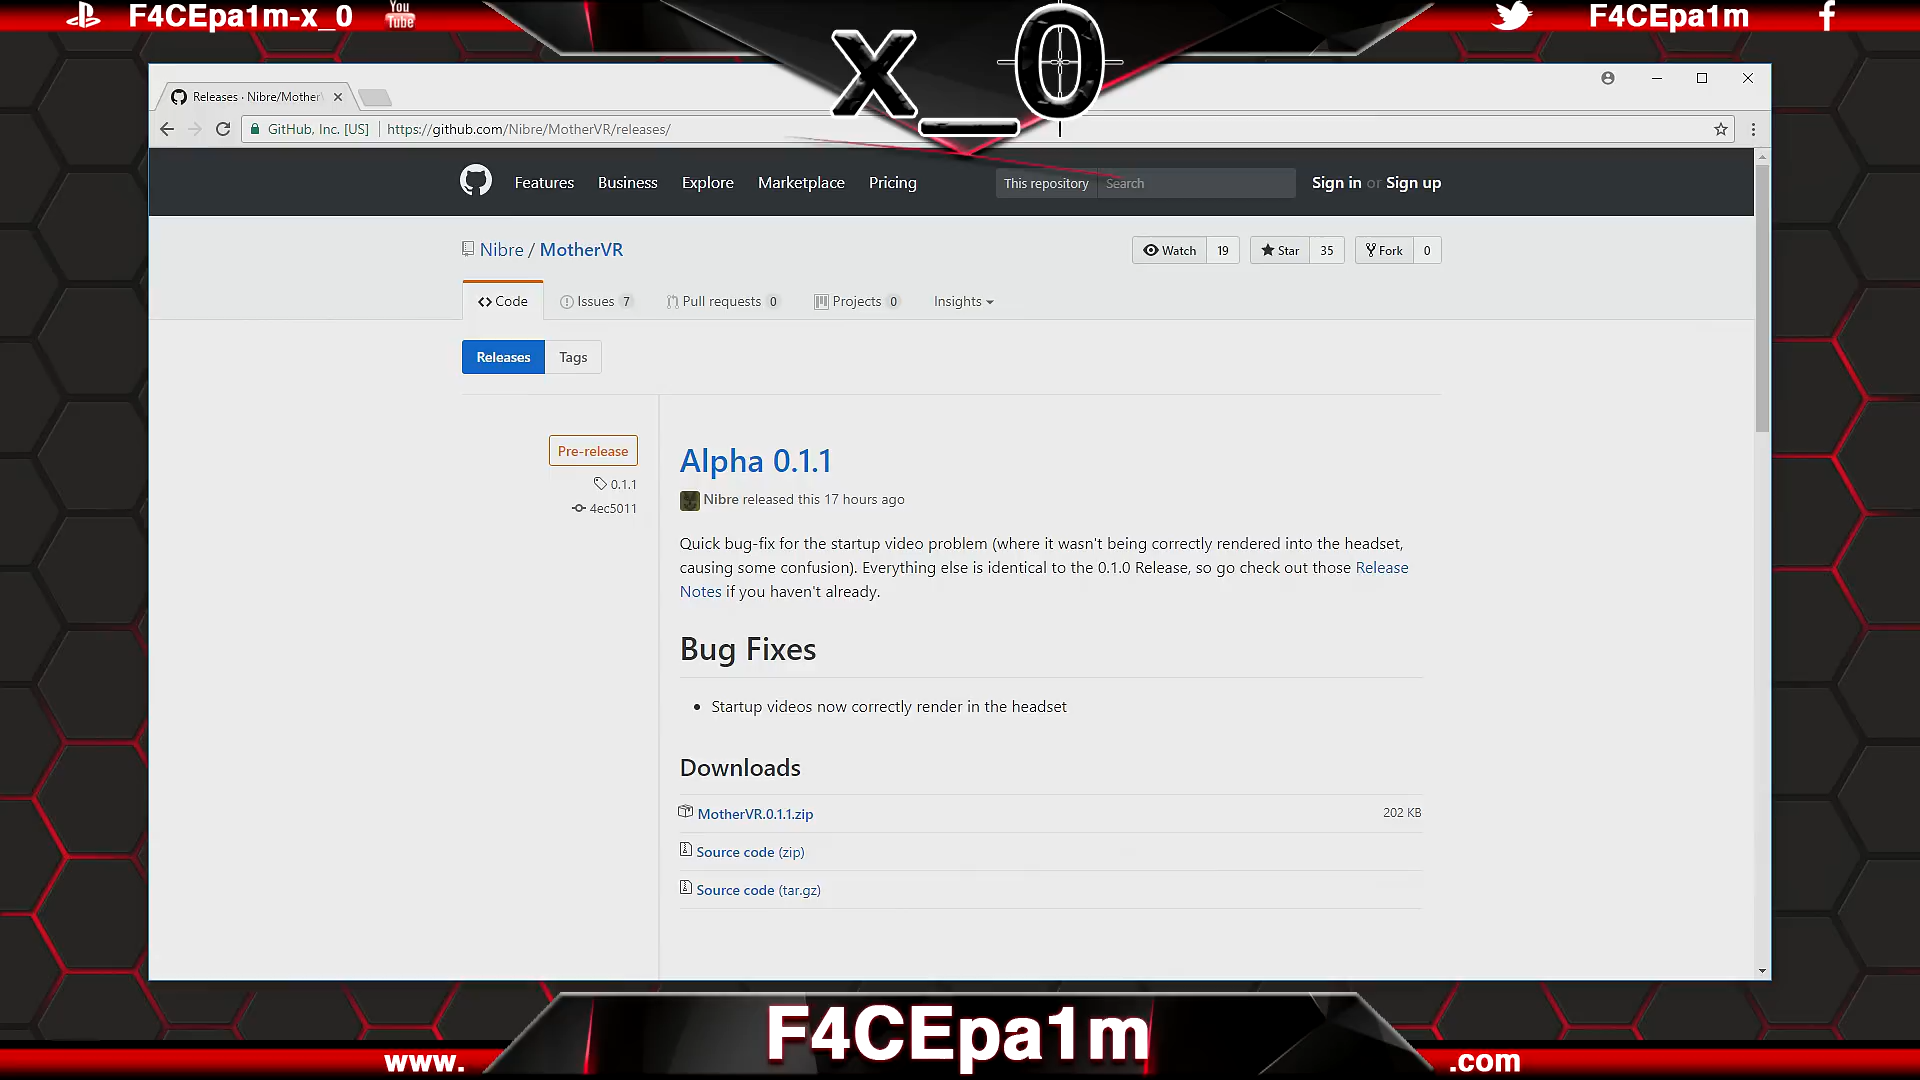 F4CEpa1m-x_0
You
Tube
x_0
F4CEpa1m
Releases · Nibre/Mother
GitHub, Inc. [US]
https://github.com/Nibre/MotherVR/releases/
Features
Business
Explore
Marketplace
Pricing
This repository
Search
Sign in or Sign up
Nibre / MotherVR
Watch 19
Star 35
Fork 0
Code
Issues 7
Pull requests 0
Projects 0
Insights
Releases
Tags
Pre-release
0.1.1
4ec5011
Alpha 0.1.1
Nibre released this 17 hours ago
Quick bug-fix for the startup video problem (where it wasn't being correctly rendered into the headset,
causing some confusion). Everything else is identical to the 0.1.0 Release, so go check out those Release
Notes if you haven't already.
Bug Fixes
• Startup videos now correctly render in the headset
Downloads
MotherVR.0.1.1.zip 202 KB
Source code (zip)
Source code (tar.gz)
www.
F4CEpa1m
.com